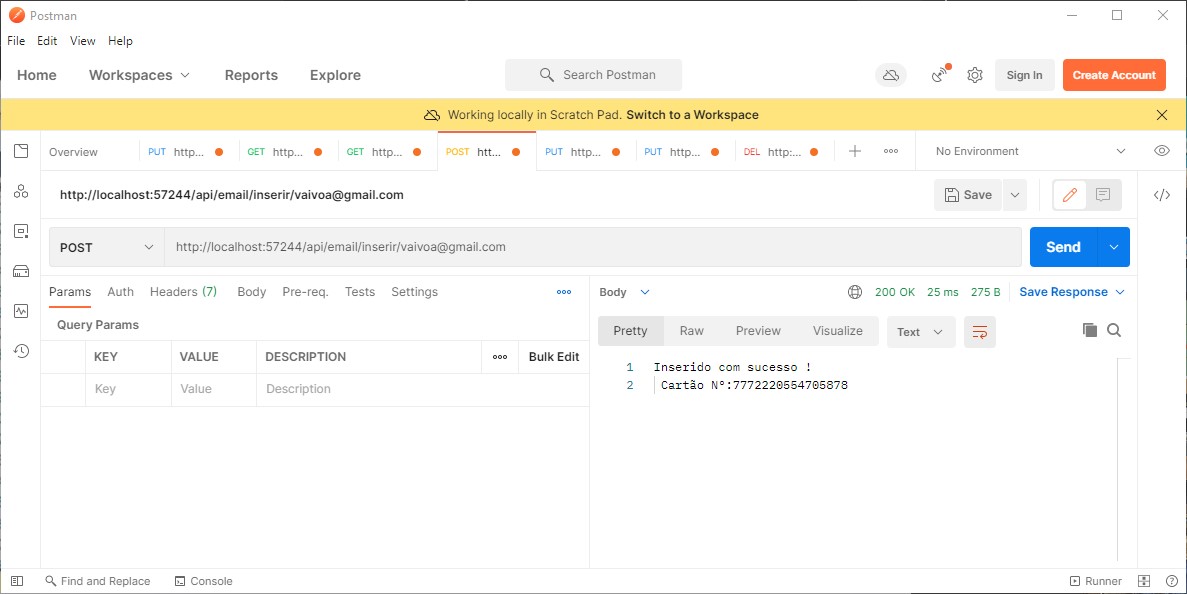 Postman
File Edit View Help
Home Workspaces Reports Explore Search Postman Sign In Create Account
Working locally in Scratch Pad. Switch to a Workspace
Overview PUT http... GET http... GET http... POST htt... PUT http... PUT http... DEL http:... No Environment
http://localhost:57244/api/email/inserir/vaivoa@gmail.com Save
POST http://localhost:57244/api/email/inserir/vaivoa@gmail.com Send
Params Auth Headers (7) Body Pre-req. Tests Settings
Body 200 OK 25 ms 275 B Save Response
Query Params
Pretty Raw Preview Visualize Text
KEY VALUE DESCRIPTION Bulk Edit
Key Value Description
1 Inserido com sucesso !
2 Cartão Nº:7772220554705878
Find and Replace Console Runner